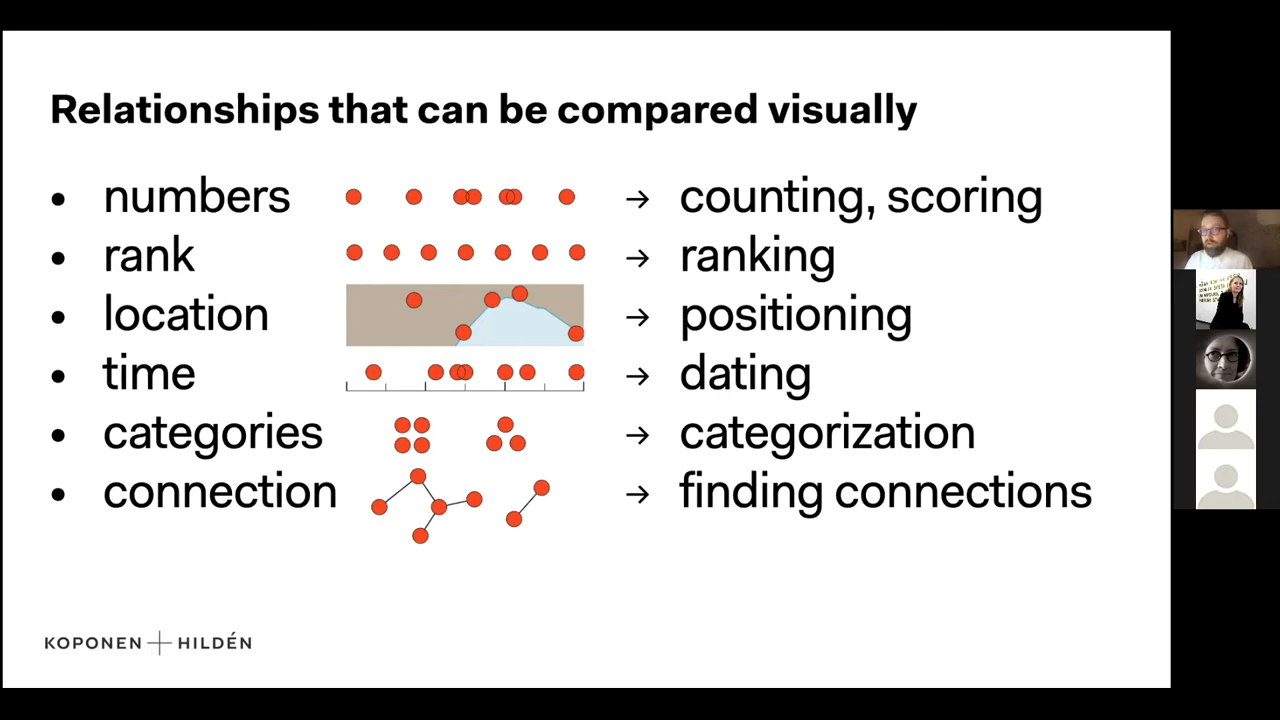 Relationships that can be compared visually
• numbers → counting, scoring
• rank → ranking
• location → positioning
• time → dating
• categories → categorization
• connection → finding connections
KOPONEN + HILDÉN